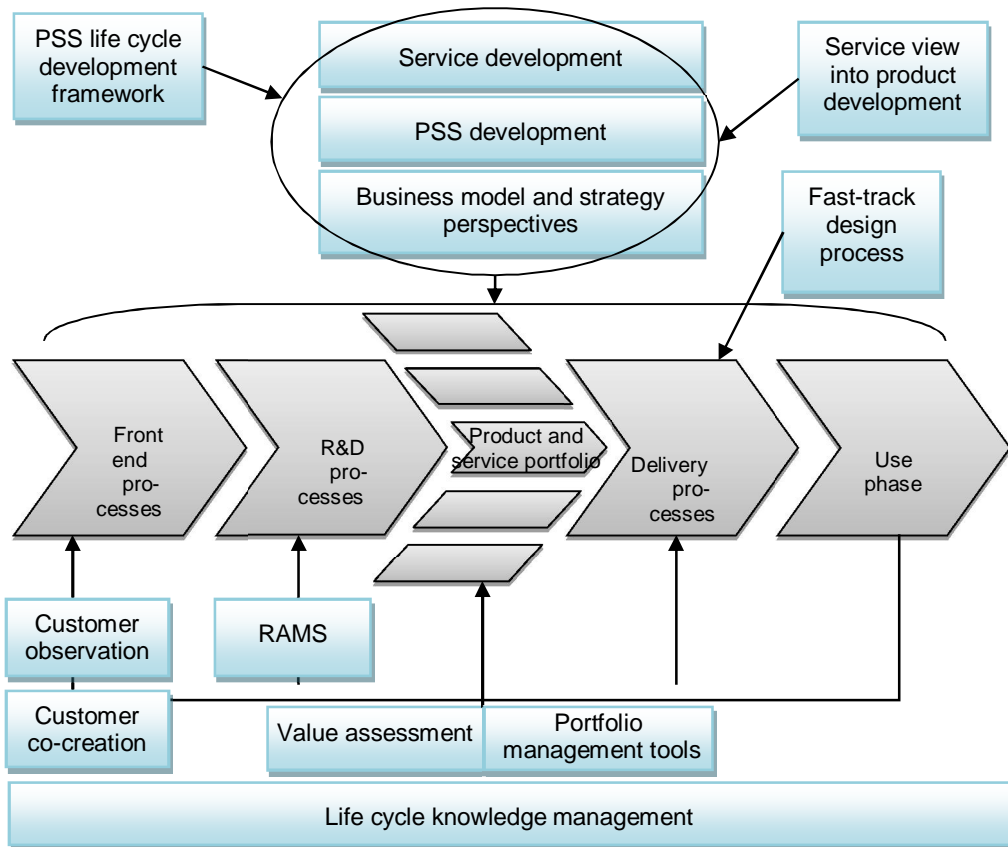 PSS life cycle
development
framework
Service development
PSS development
Business model and strategy
perspectives
Service view
into product
development
Fast-track
design
process
Front
end
pro-
cesses
R&D
pro-
cesses
Product and
service portfolio
Delivery
pro-
cesses
Use
phase
Customer
observation
RAMS
Customer
co-creation
Value assessment
Portfolio
management tools
Life cycle knowledge management